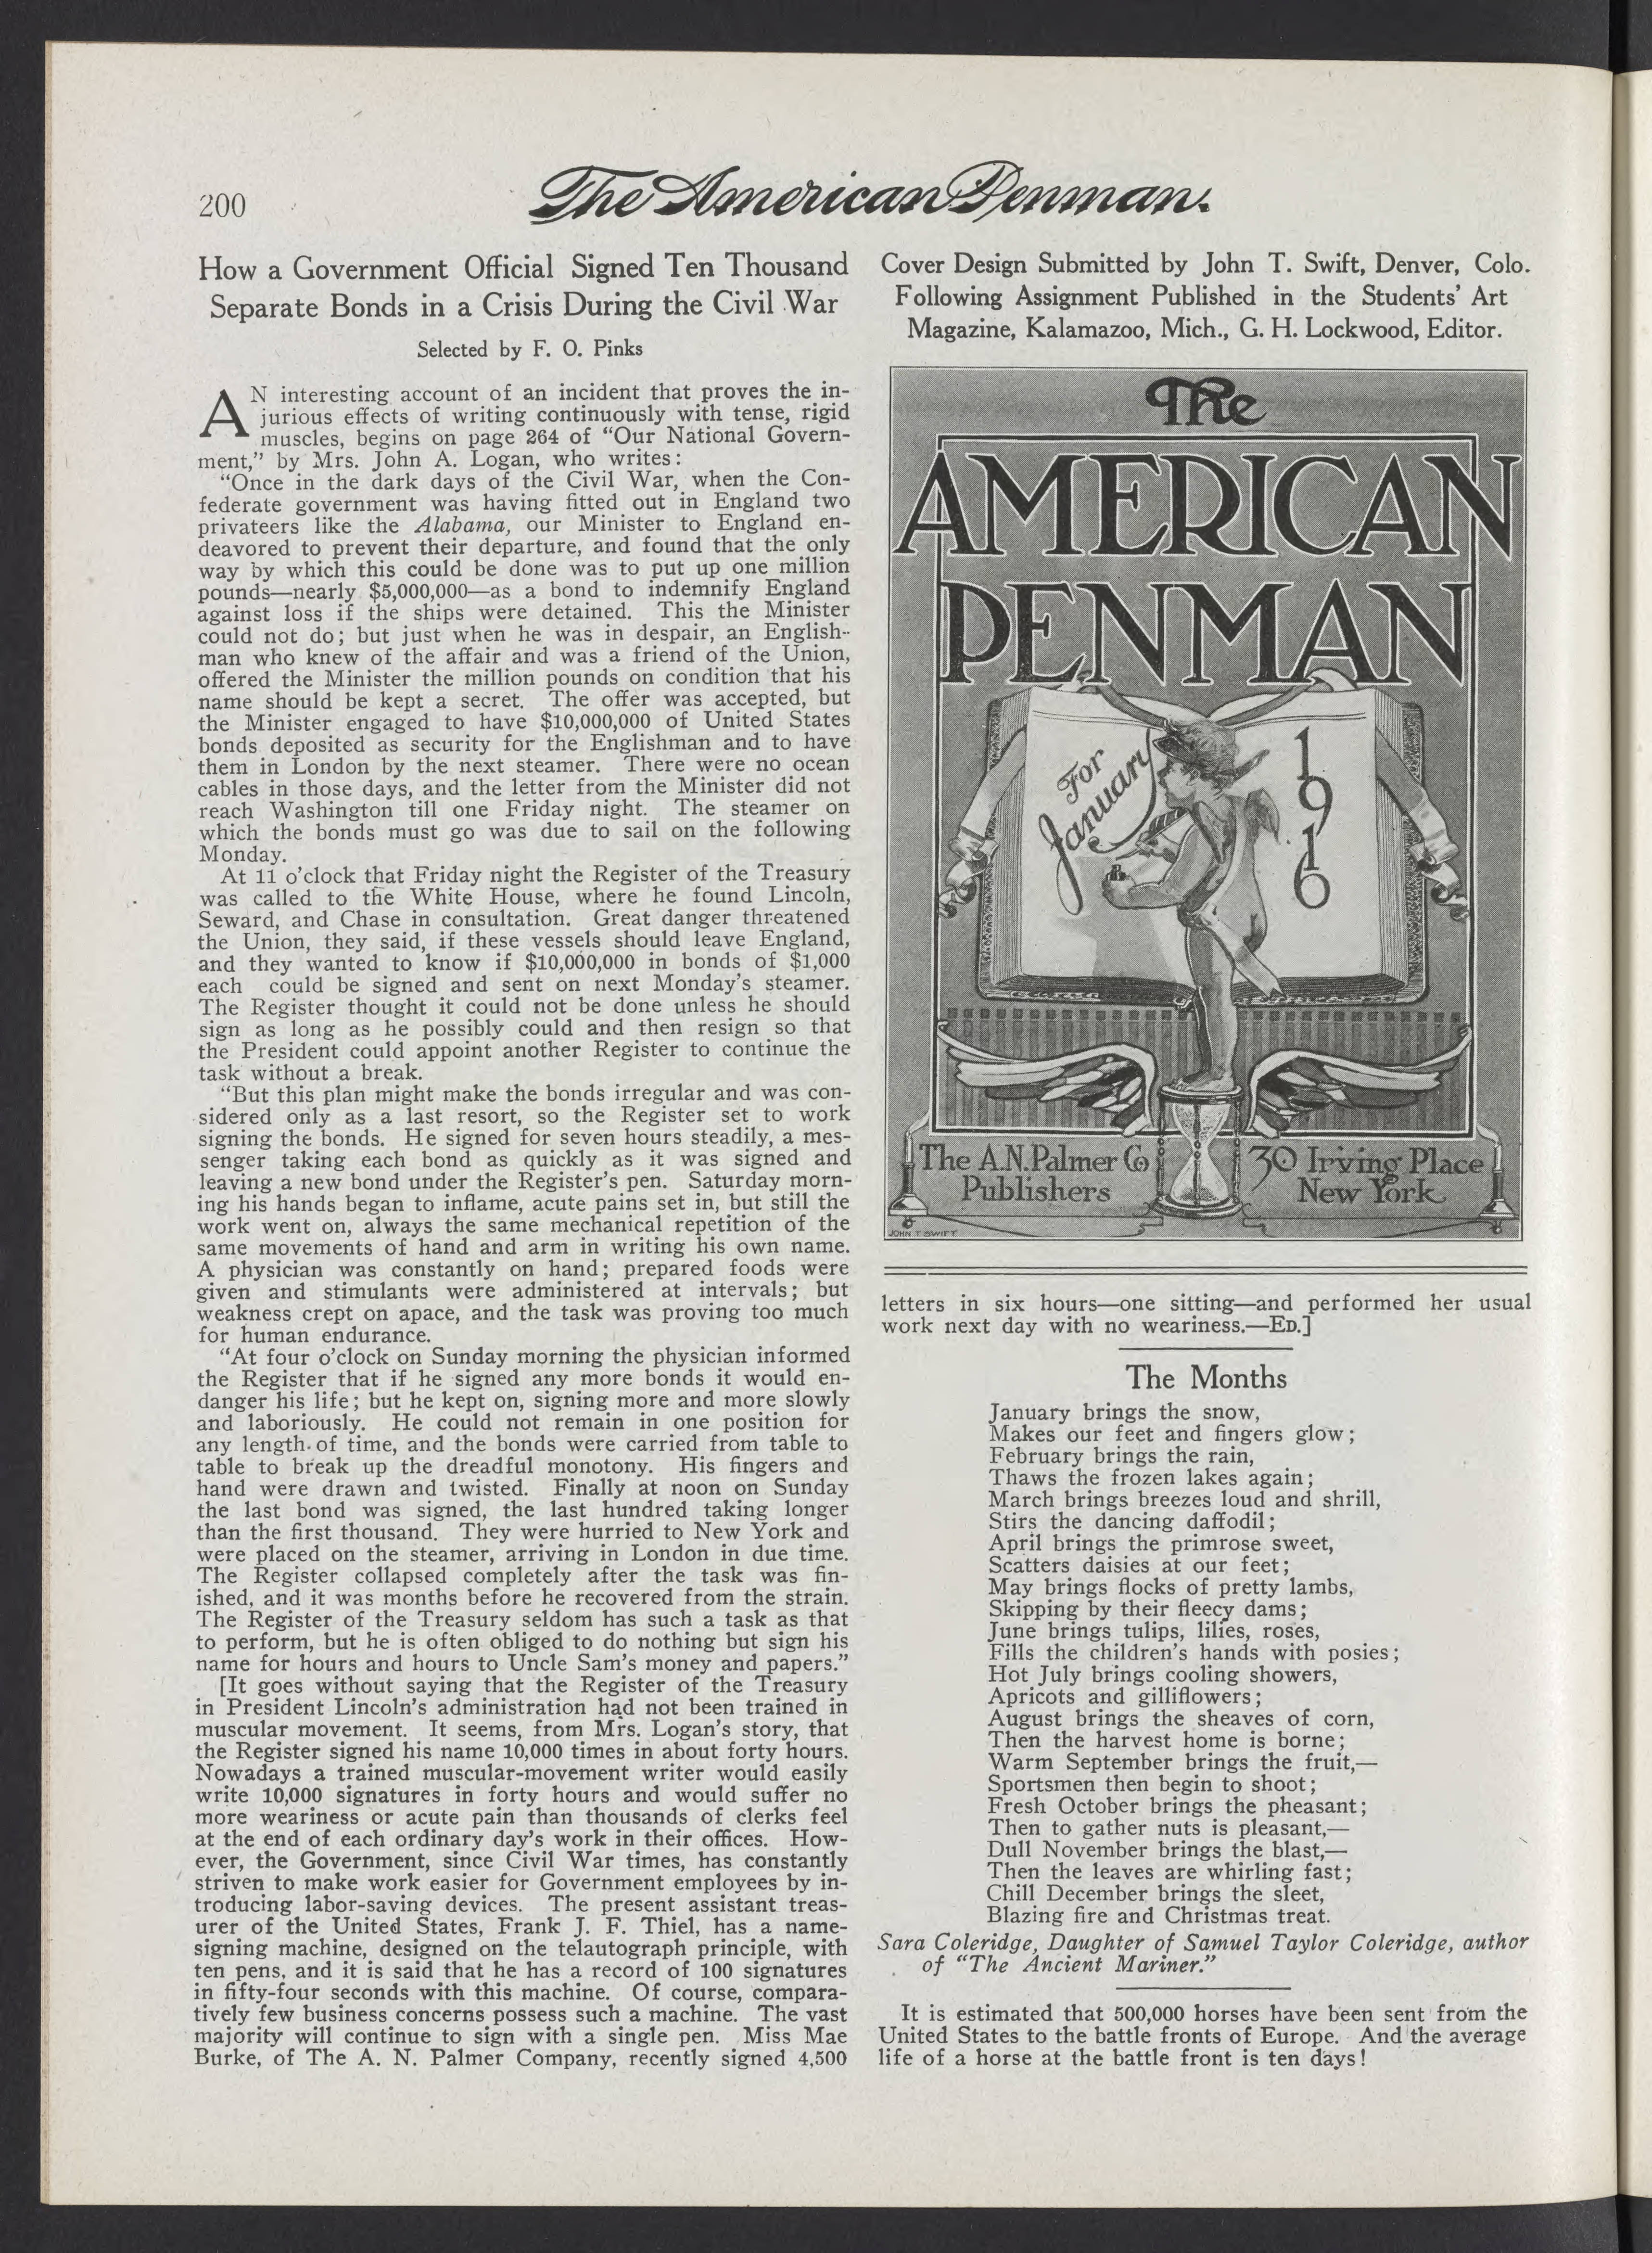 200
The American Penman.
How a Government Official Signed Ten Thousand
Separate Bonds in a Crisis During the Civil War
Selected by F. O. Pinks
AN interesting account of an incident that proves the in-
jurious effects of writing continuously with tense, rigid
muscles, begins on page 264 of “Our National Govern-
ment,” by Mrs. John A. Logan, who writes:
“Once in the dark days of the Civil War, when the Con-
federate government was having fitted out in England two
privateers like the Alabama, our Minister to England en-
deavored to prevent their departure, and found that the only
way by which this could be done was to put up one million
pounds—nearly $5,000,000—as a bond to indemnify England
against loss if the ships were detained. This the Minister
could not do; but just when he was in despair, an English-
man who knew of the affair and was a friend of the Union,
offered the Minister the million pounds on condition that his
name should be kept a secret. The offer was accepted, but
the Minister engaged to have $10,000,000 of United States
bonds deposited as security for the Englishman and to have
them in London by the next steamer. There were no ocean
cables in those days, and the letter from the Minister did not
reach Washington till one Friday night. The steamer on
which the bonds must go was due to sail on the following
Monday.
At 11 o’clock that Friday night the Register of the Treasury
was called to the White House, where he found Lincoln,
Seward, and Chase in consultation. Great danger threatened
the Union, they said, if these vessels should leave England,
and they wanted to know if $10,000,000 in bonds of $1,000
each could be signed and sent on next Monday’s steamer.
The Register thought it could not be done unless he should
sign as long as he possibly could and then resign so that
the President could appoint another Register to continue the
task without a break.
“But this plan might make the bonds irregular and was con-
sidered only as a last resort, so the Register set to work
signing the bonds. He signed for seven hours steadily, a mes-
senger taking each bond as quickly as it was signed and
leaving a new bond under the Register’s pen. Saturday morn-
ing his hands began to inflame, acute pains set in, but still the
work went on, always the same mechanical repetition of the
same movements of hand and arm in writing his own name.
A physician was constantly on hand; prepared foods were
given and stimulants were administered at intervals; but
weakness crept on apace, and the task was proving too much
for human endurance.
“At four o’clock on Sunday morning the physician informed
the Register that if he signed any more bonds it would en-
danger his life; but he kept on, signing more and more slowly
and laboriously. He could not remain in one position for
any length of time, and the bonds were carried from table to
table to break up the dreadful monotony. His fingers and
hand were drawn and twisted. Finally at noon on Sunday
the last bond was signed, the last hundred taking longer
than the first thousand. They were hurried to New York and
were placed on the steamer, arriving in London in due time.
The Register collapsed completely after the task was fin-
ished, and it was months before he recovered from the strain.
The Register of the Treasury seldom has such a task as that
to perform, but he is often obliged to do nothing but sign his
name for hours and hours to Uncle Sam’s money and papers.”
[It goes without saying that the Register of the Treasury
in President Lincoln’s administration had not been trained in
muscular movement. It seems, from Mrs. Logan’s story, that
the Register signed his name 10,000 times in about forty hours.
Nowadays a trained muscular-movement writer would easily
write 10,000 signatures in forty hours and would suffer no
more weariness or acute pain than thousands of clerks feel
at the end of each ordinary day’s work in their offices. How-
ever, the Government, since Civil War times, has constantly
striven to make work easier for Government employees by in-
troducing labor-saving devices. The present assistant treas-
urer of the United States, Frank J. F. Thiel, has a name-
signing machine, designed on the telautograph principle, with
ten pens, and it is said that he has a record of 100 signatures
in fifty-four seconds with this machine. Of course, compara-
tively few business concerns possess such a machine. The vast
majority will continue to sign with a single pen. Miss Mae
Burke, of The A. N. Palmer Company, recently signed 4,500
Cover Design Submitted by John T. Swift, Denver, Colo.
Following Assignment Published in the Students’ Art
Magazine, Kalamazoo, Mich., G. H. Lockwood, Editor.
The
AMERICAN
PENMAN
For
January
1916
The A.N.Palmer Co
Publishers
30 Irving Place
New York
JOHN T SWIFT
letters in six hours—one sitting—and performed her usual
work next day with no weariness.—ED.]
The Months
January brings the snow,
Makes our feet and fingers glow;
February brings the rain,
Thaws the frozen lakes again;
March brings breezes loud and shrill,
Stirs the dancing daffodil;
April brings the primrose sweet,
Scatters daisies at our feet;
May brings flocks of pretty lambs,
Skipping by their fleecy dams;
June brings tulips, lilies, roses,
Fills the children’s hands with posies;
Hot July brings cooling showers,
Apricots and gilliflowers;
August brings the sheaves of corn,
Then the harvest home is borne;
Warm September brings the fruit,—
Sportsmen then begin to shoot;
Fresh October brings the pheasant;
Then to gather nuts is pleasant,—
Dull November brings the blast,—
Then the leaves are whirling fast;
Chill December brings the sleet,
Blazing fire and Christmas treat.
Sara Coleridge, Daughter of Samuel Taylor Coleridge, author
of “The Ancient Mariner.”
It is estimated that 500,000 horses have been sent from the
United States to the battle fronts of Europe. And the average
life of a horse at the battle front is ten days!